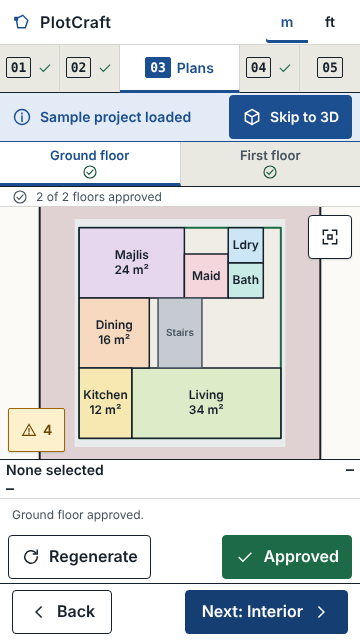 PlotCraft
m
ft
01
02
03 Plans
04
05
Sample project loaded
Skip to 3D
Ground floor
First floor
2 of 2 floors approved
Majlis
24 m²
Ldry
Maid
Bath
Dining
16 m²
Stairs
Kitchen
12 m²
Living
34 m²
4
None selected
–
–
Ground floor approved.
Regenerate
Approved
Back
Next: Interior